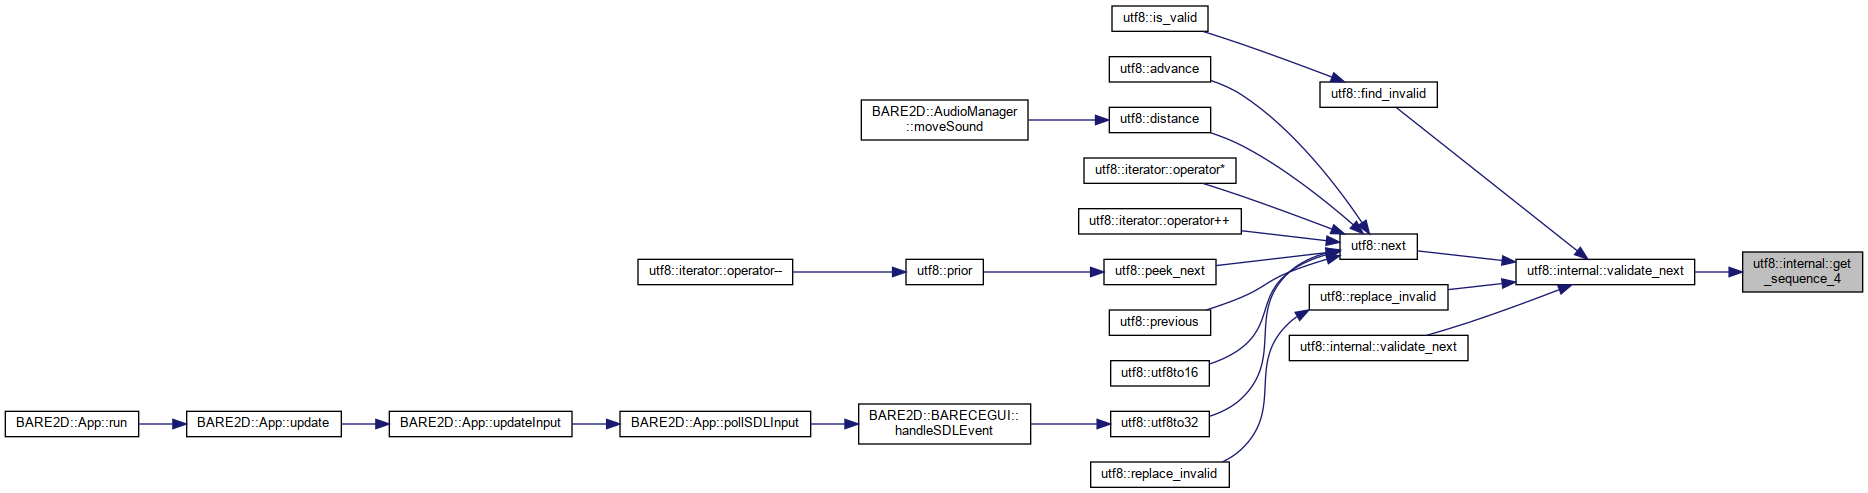 utf8::is_valid
utf8::advance
utf8::find_invalid
BARE2D::AudioManager
::moveSound
utf8::distance
utf8::iterator::operator*
utf8::iterator::operator++
utf8::next
utf8::iterator::operator--
utf8::prior
utf8::peek_next
utf8::internal::validate_next
utf8::internal::get
_sequence_4
utf8::replace_invalid
utf8::previous
utf8::internal::validate_next
utf8::utf8to16
BARE2D::App::run
BARE2D::App::update
BARE2D::App::updateInput
BARE2D::App::pollSDLInput
BARE2D::BARECEGUI::
handleSDLEvent
utf8::utf8to32
utf8::replace_invalid